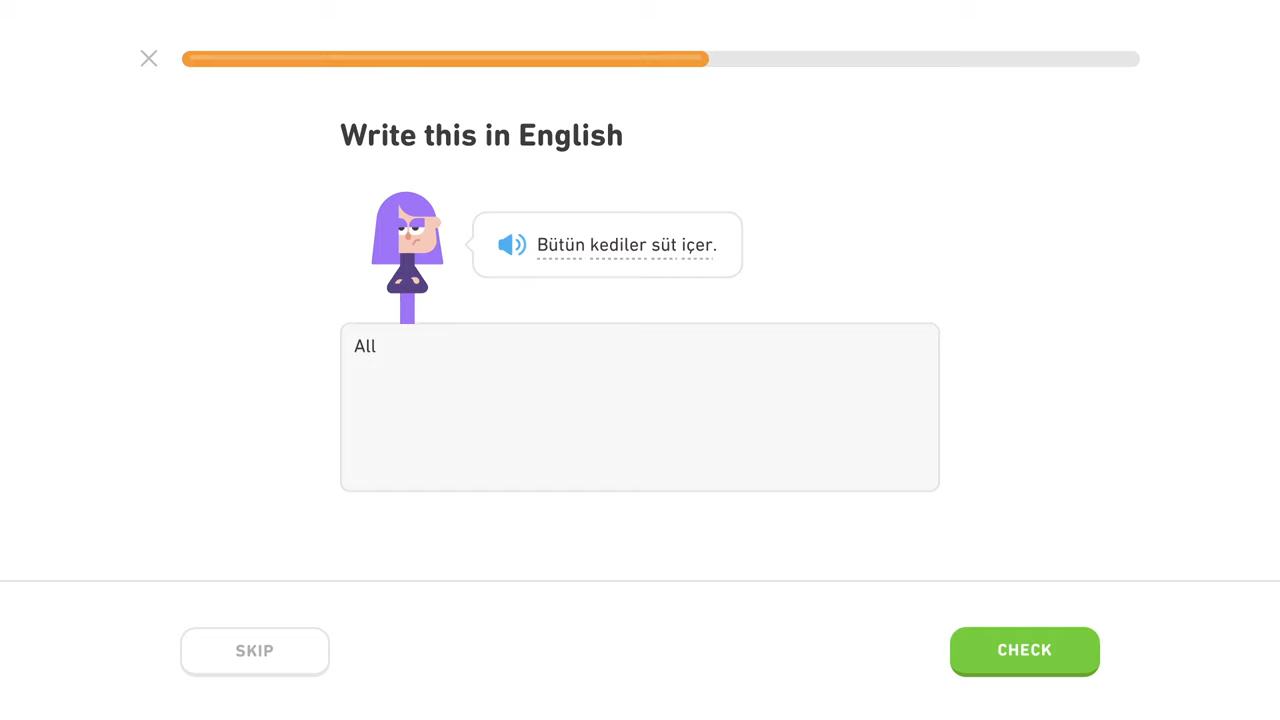 Write this in English
Bütün kediler süt içer.
All
SKIP
CHECK